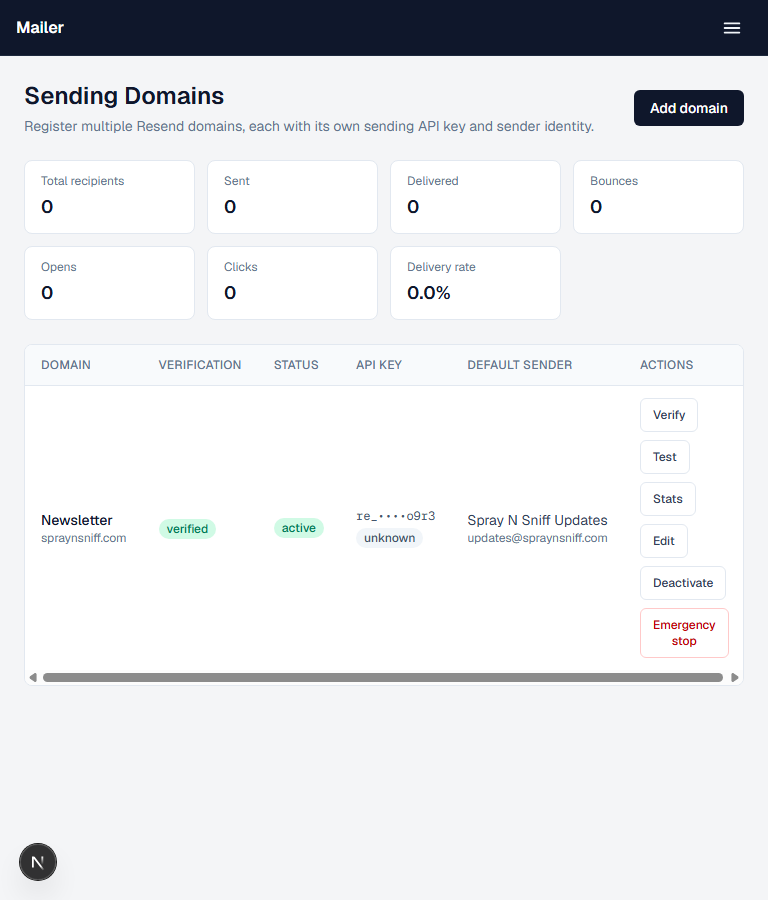 Mailer
Sending Domains
Register multiple Resend domains, each with its own sending API key and sender identity.
Add domain
Total recipients
0
Sent
0
Delivered
0
Bounces
0
Opens
0
Clicks
0
Delivery rate
0.0%
DOMAIN VERIFICATION STATUS API KEY DEFAULT SENDER ACTIONS
Newsletter
spraynsniff.com
verified
active
re_••••o9r3
unknown
Spray N Sniff Updates
updates@spraynsniff.com
Verify
Test
Stats
Edit
Deactivate
Emergency
stop
N